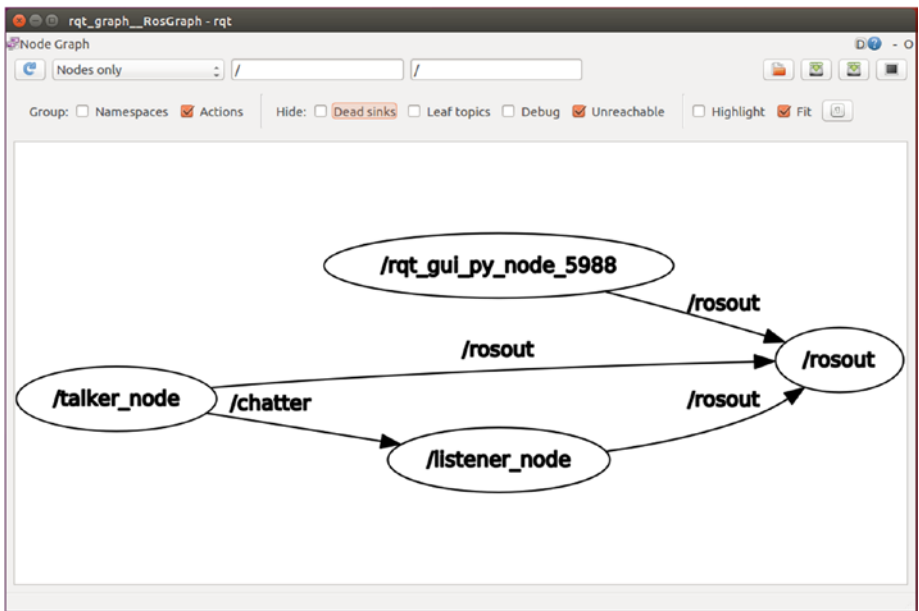 rqt_graph__RosGraph - rqt
Node Graph
D ? - O
Nodes only / /
Group: Namespaces Actions Hide: Dead sinks Leaf topics Debug Unreachable Highlight Fit
/rqt_gui_py_node_5988
/rosout
/rosout
/rosout
/talker_node
/chatter
/rosout
/listener_node